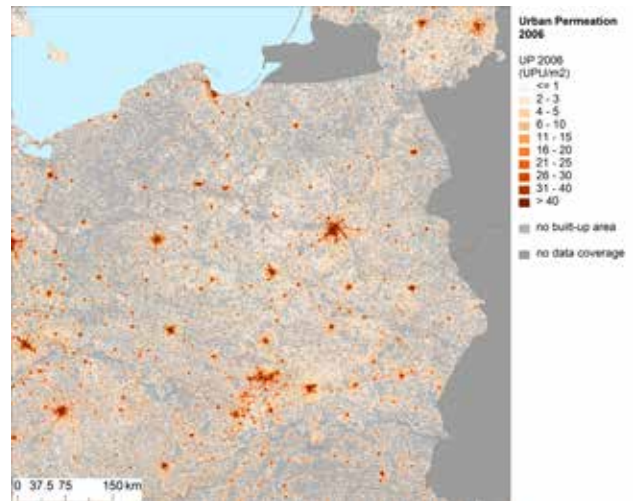 Urban Permeation
2006
UP 2006
(UPU/m2)
<= 1
2 - 3
4 - 5
6 - 10
11 - 15
16 - 20
21 - 25
26 - 30
31 - 40
> 40
no built-up area
no data coverage
0 37.5 75 150 km